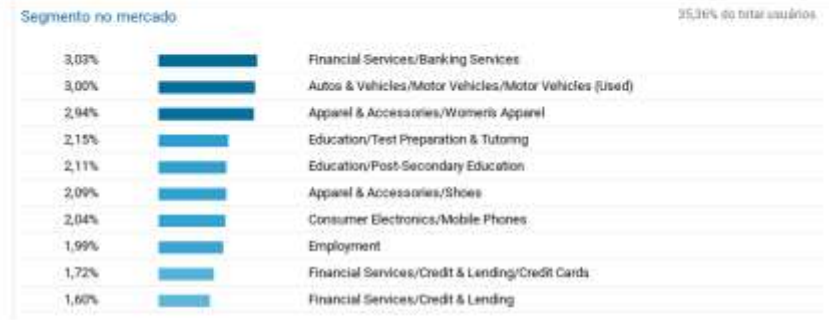 Segmento no mercado
35,36% do total usuários
3,03% Financial Services/Banking Services
3,00% Autos & Vehicles/Motor Vehicles/Motor Vehicles (Used)
2,94% Apparel & Accessories/Women's Apparel
2,15% Education/Test Preparation & Tutoring
2,11% Education/Post-Secondary Education
2,09% Apparel & Accessories/Shoes
2,04% Consumer Electronics/Mobile Phones
1,99% Employment
1,72% Financial Services/Credit & Lending/Credit Cards
1,60% Financial Services/Credit & Lending